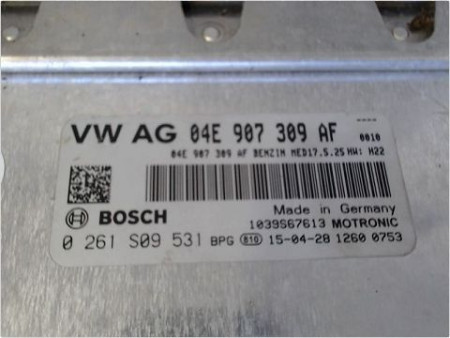 VW AG 04E 907 309 AF 0010
04E 907 309 AF BENZIN MED17.5.25 HW: H22
BOSCH
Made in Germany
1039S67613 MOTRONIC
0 261 S09 531 BPG 610 15-04-28 1260 0753